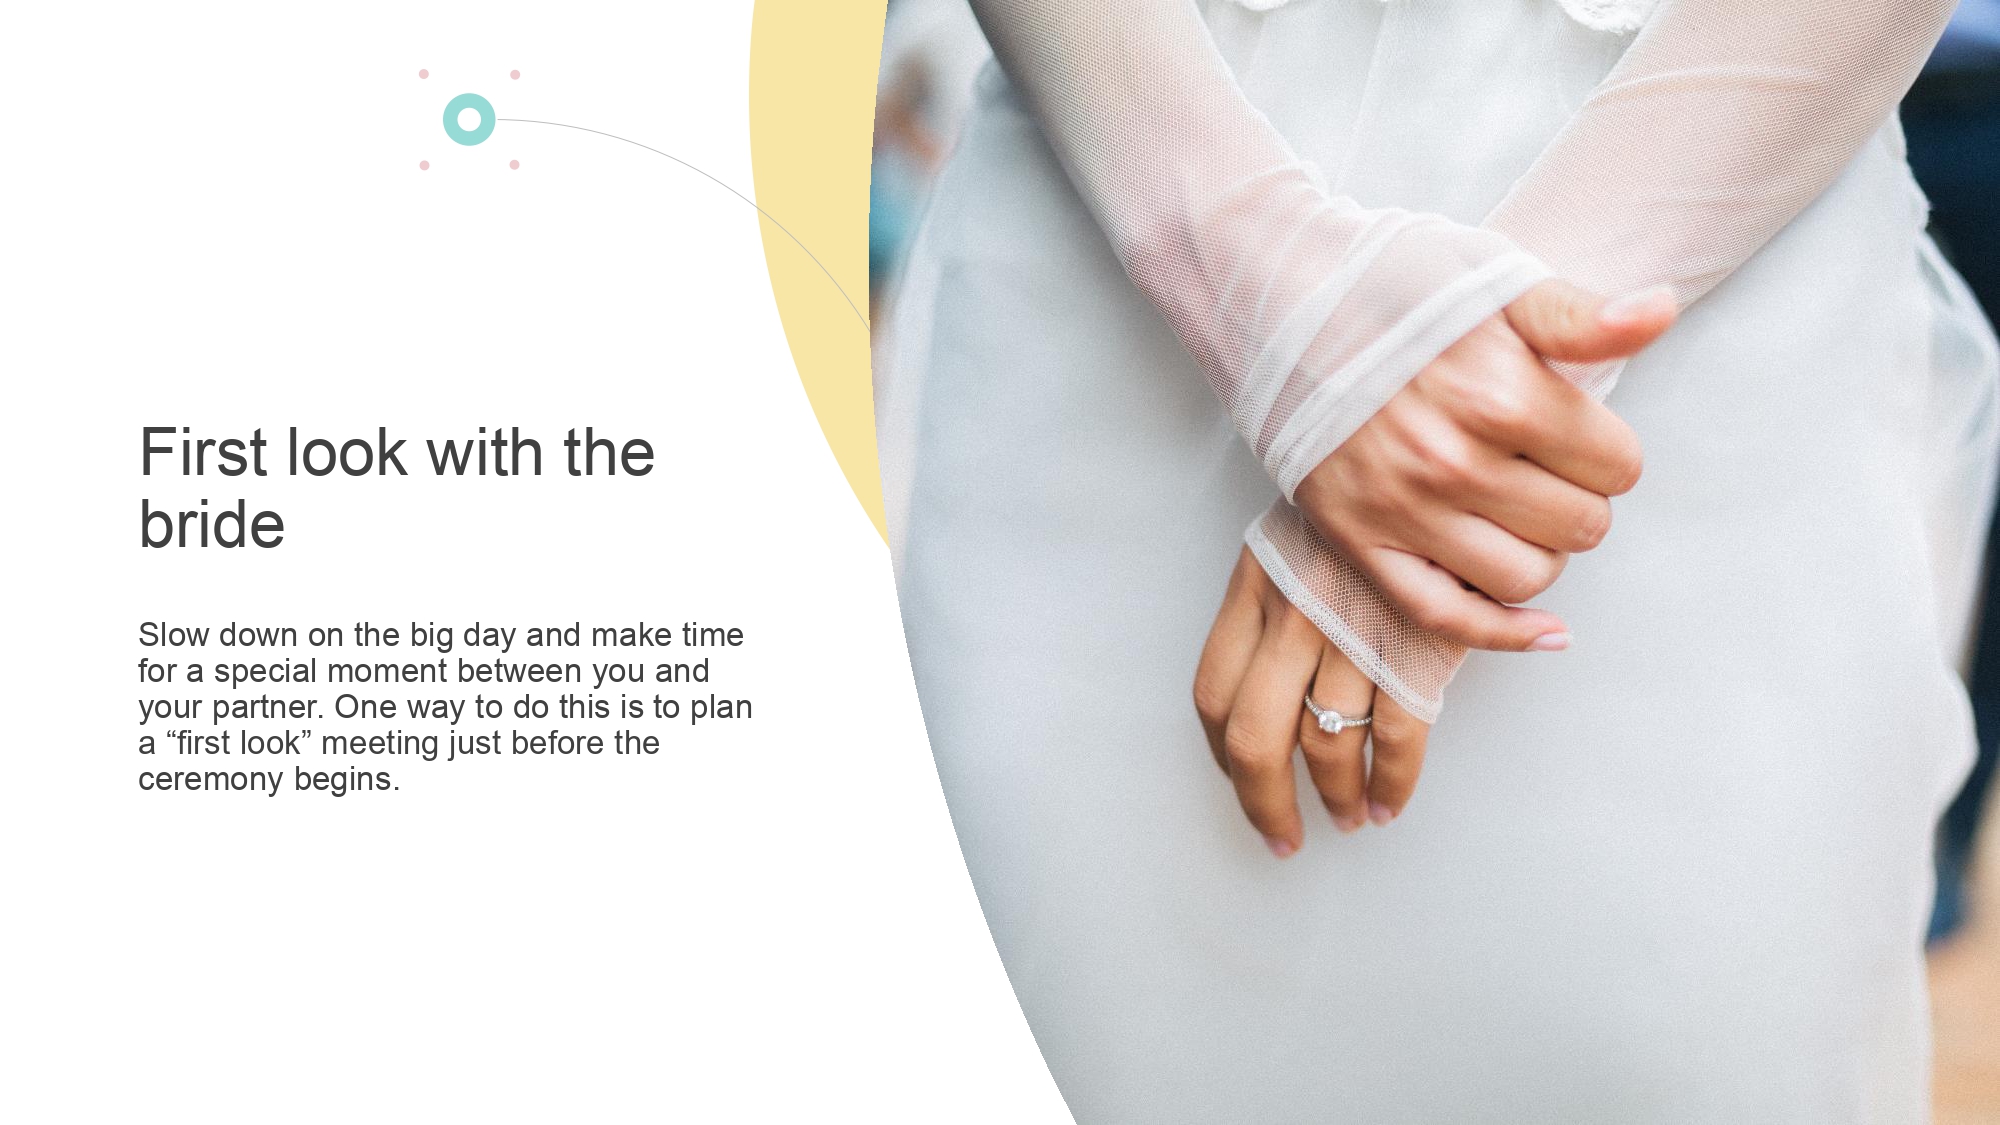 First look with the
bride
Slow down on the big day and make time
for a special moment between you and
your partner. One way to do this is to plan
a “first look” meeting just before the
ceremony begins.